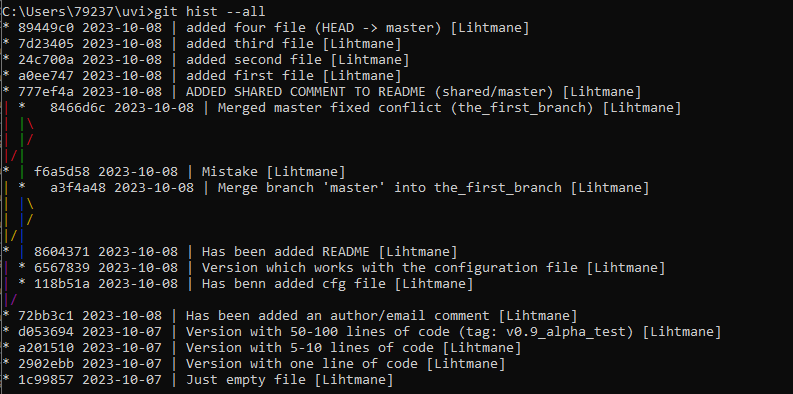 C:\Users\79237\uvi>git hist --all
* 89449c0 2023-10-08 | added four file (HEAD -> master) [Lihtmane]
* 7d23405 2023-10-08 | added third file [Lihtmane]
* 24c700a 2023-10-08 | added second file [Lihtmane]
* a0ee747 2023-10-08 | added first file [Lihtmane]
* 777ef4a 2023-10-08 | ADDED SHARED COMMENT TO README (shared/master) [Lihtmane]
| *   8466d6c 2023-10-08 | Merged master fixed conflict (the_first_branch) [Lihtmane]
| |\
| |/
|/|
* | f6a5d58 2023-10-08 | Mistake [Lihtmane]
| *   a3f4a48 2023-10-08 | Merge branch 'master' into the_first_branch [Lihtmane]
| |\
| |/
|/|
* | 8604371 2023-10-08 | Has been added README [Lihtmane]
| * 6567839 2023-10-08 | Version which works with the configuration file [Lihtmane]
| * 118b51a 2023-10-08 | Has benn added cfg file [Lihtmane]
|/
* 72bb3c1 2023-10-08 | Has been added an author/email comment [Lihtmane]
* d053694 2023-10-07 | Version with 50-100 lines of code (tag: v0.9_alpha_test) [Lihtmane]
* a201510 2023-10-07 | Version with 5-10 lines of code [Lihtmane]
* 2902ebb 2023-10-07 | Version with one line of code [Lihtmane]
* 1c99857 2023-10-07 | Just empty file [Lihtmane]